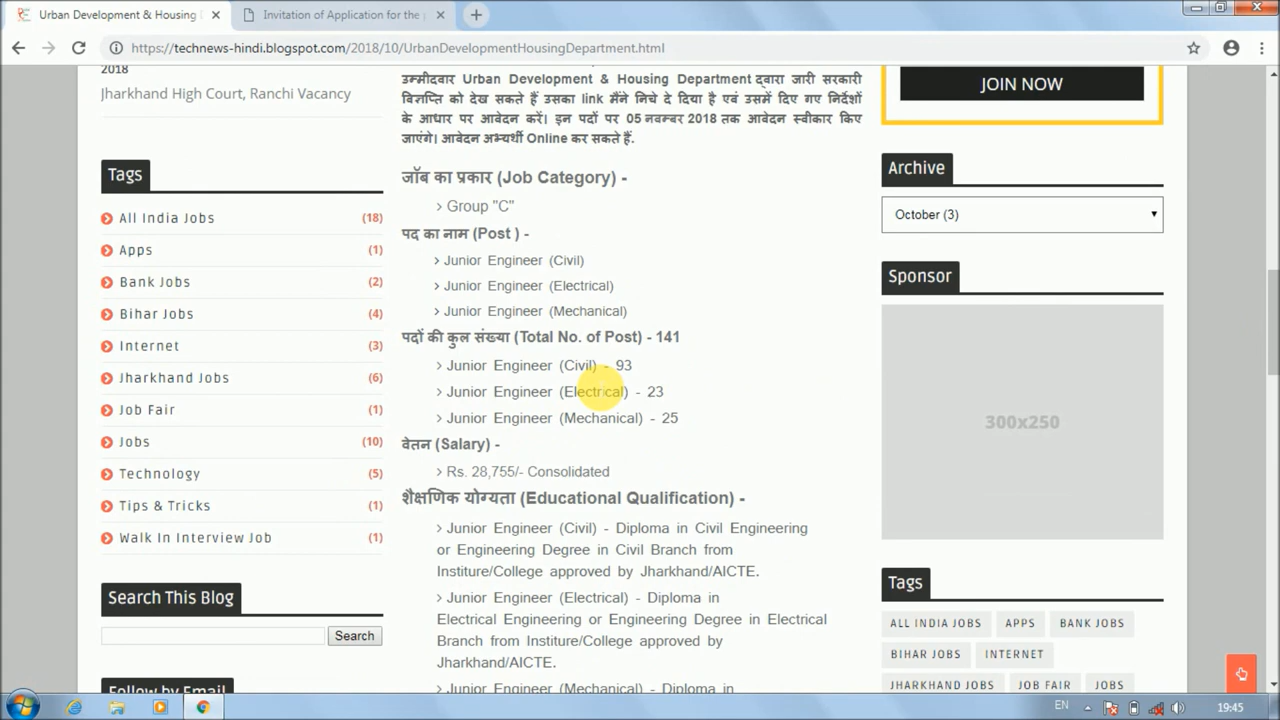 Urban Development & Housing
Invitation of Application for the
https://technews-hindi.blogspot.com/2018/10/UrbanDevelopmentHousingDepartment.html
2018
Jharkhand High Court, Ranchi Vacancy
Tags
All India Jobs (18)
Apps (1)
Bank Jobs (2)
Bihar Jobs (4)
Internet (3)
Jharkhand Jobs (6)
Job Fair (1)
Jobs (10)
Technology (5)
Tips & Tricks (1)
Walk In Interview Job (1)
Search This Blog
Search
Follow by Email
उम्मीदवार Urban Development & Housing Department द्वारा जारी सरकारी
विज्ञप्ति को देख सकते हैं उसका link मैंने निचे दे दिया है एवं उसमें दिए गए निर्देशों
के आधार पर आवेदन करें। इन पदों पर 05 नवम्बर 2018 तक आवेदन स्वीकार किए
जाएंगे। आवेदन अभ्यर्थी Online कर सकते हैं.
जॉब का प्रकार (Job Category) -
Group "C"
पद का नाम (Post ) -
Junior Engineer (Civil)
Junior Engineer (Electrical)
Junior Engineer (Mechanical)
पदों की कुल संख्या (Total No. of Post) - 141
Junior Engineer (Civil) - 93
Junior Engineer (Electrical) - 23
Junior Engineer (Mechanical) - 25
वेतन (Salary) -
Rs. 28,755/- Consolidated
शैक्षणिक योग्यता (Educational Qualification) -
Junior Engineer (Civil) - Diploma in Civil Engineering
or Engineering Degree in Civil Branch from
Institure/College approved by Jharkhand/AICTE.
Junior Engineer (Electrical) - Diploma in
Electrical Engineering or Engineering Degree in Electrical
Branch from Institure/College approved by
Jharkhand/AICTE.
Junior Engineer (Mechanical) - Diploma in
JOIN NOW
Archive
October (3)
Sponsor
300x250
Tags
ALL INDIA JOBS APPS BANK JOBS
BIHAR JOBS INTERNET
JHARKHAND JOBS JOB FAIR JOBS
EN 19:45